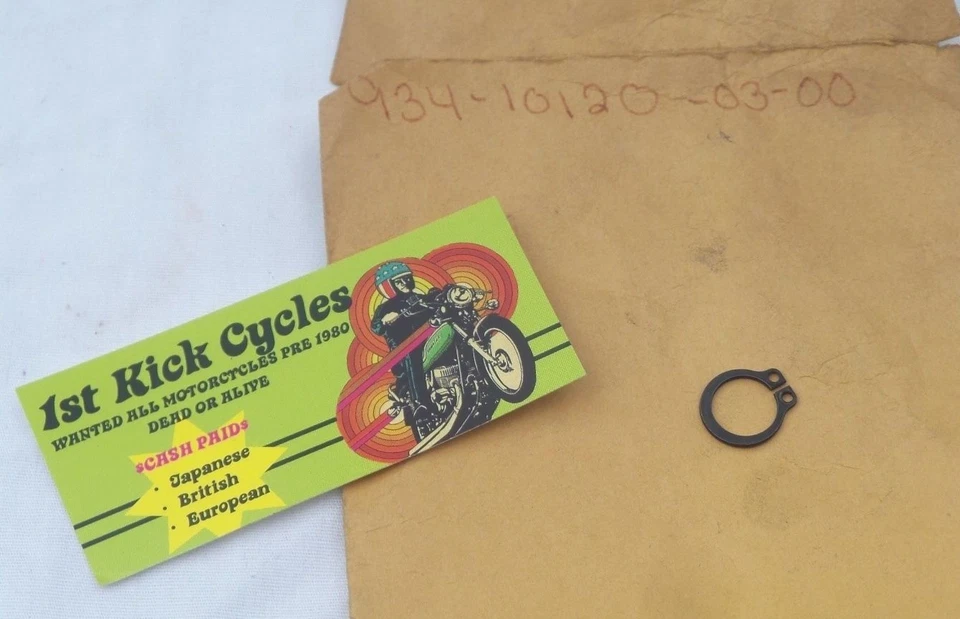 934-10120-03-00
1st Kick Cycles
WANTED ALL MOTORCYCLES PRE 1980
DEAD OR ALIVE
$CASH PAID$
· Japanese
· British
· European